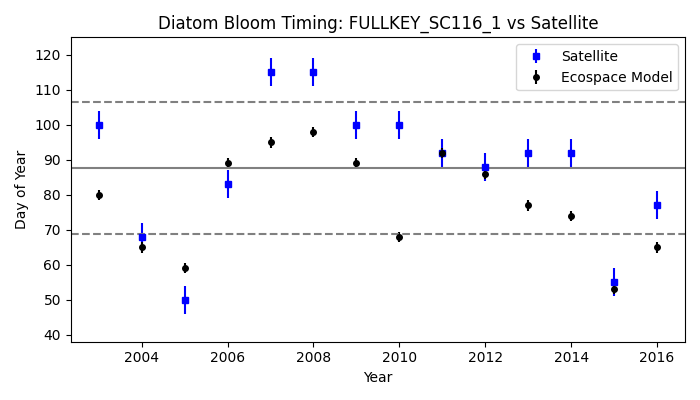 Diatom Bloom Timing: FULLKEY_SC116_1 vs Satellite
Satellite
Ecospace Model
120
110
100
90
80
70
60
50
40
Day of Year
2004 2006 2008 2010 2012 2014 2016
Year